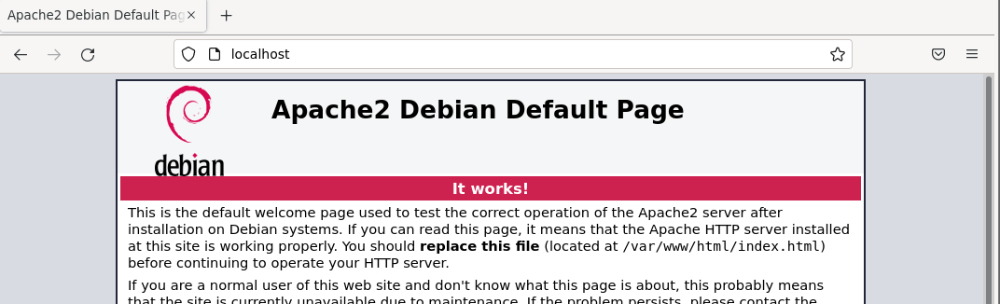 Apache2 Debian Default Pag
localhost
debian
Apache2 Debian Default Page
It works!
This is the default welcome page used to test the correct operation of the Apache2 server after
installation on Debian systems. If you can read this page, it means that the Apache HTTP server installed
at this site is working properly. You should replace this file (located at /var/www/html/index.html)
before continuing to operate your HTTP server.
If you are a normal user of this web site and don't know what this page is about, this probably means
that the site is currently unavailable due to maintenance. If the problem persists, please contact the